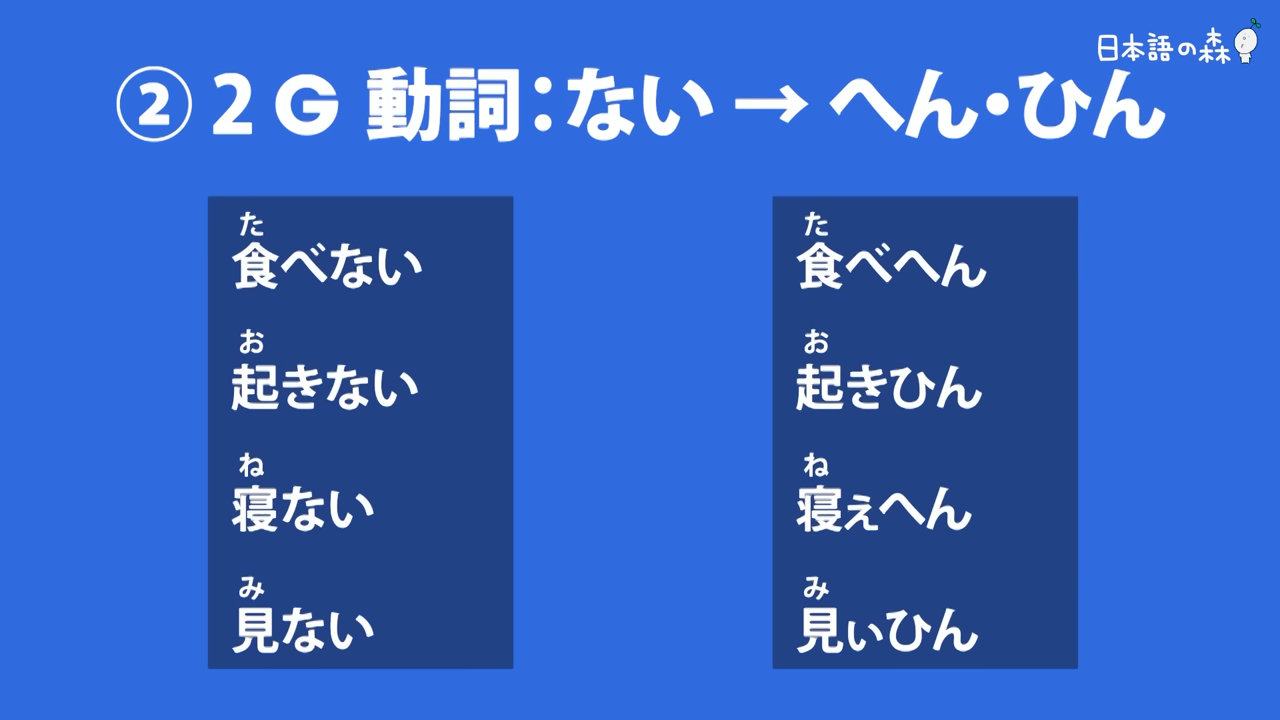 日本語の森
② 2G 動詞：ない → へん・ひん
た
食べない
お
起きない
ね
寝ない
み
見ない
た
食べへん
お
起きひん
ね
寝ぇへん
み
見ぃひん